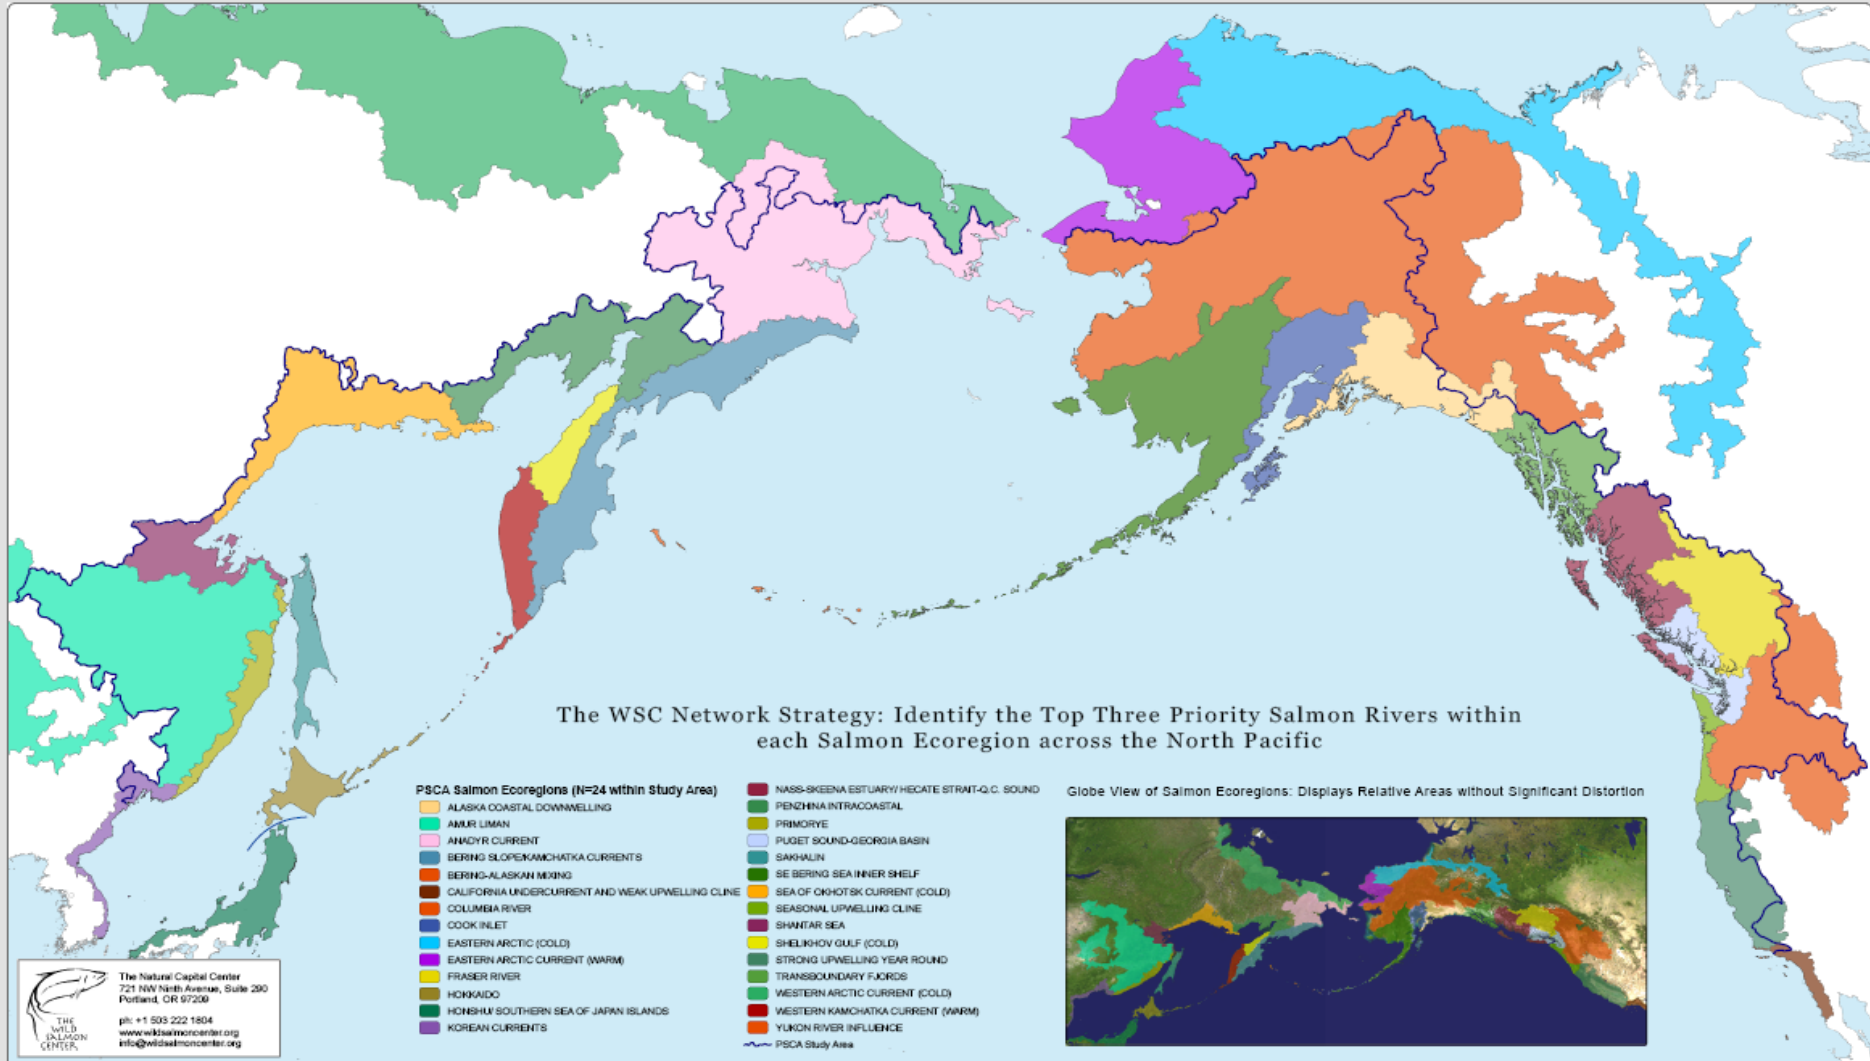 The WSC Network Strategy: Identify the Top Three Priority Salmon Rivers within
each Salmon Ecoregion across the North Pacific
PSCA Salmon Ecoregions (N=24 within Study Area)
ALASKA COASTAL DOWNWELLING
AMUR LIMAN
ANADYR CURRENT
BERING SLOPE/KAMCHATKA CURRENTS
BERING-ALASKAN MIXING
CALIFORNIA UNDERCURRENT AND WEAK UPWELLING CLINE
COLUMBIA RIVER
COOK INLET
EASTERN ARCTIC (COLD)
EASTERN ARCTIC CURRENT (WARM)
FRASER RIVER
HOKKAIDO
HONSHU/ SOUTHERN SEA OF JAPAN ISLANDS
KOREAN CURRENTS
NASS-SKEENA ESTUARY/ HECATE STRAIT-Q.C. SOUND
PENZHINA INTRACOASTAL
PRIMORYE
PUGET SOUND-GEORGIA BASIN
SAKHALIN
SE BERING SEA INNER SHELF
SEA OF OKHOTSK CURRENT (COLD)
SEASONAL UPWELLING CLINE
SHANTAR SEA
SHELIKHOV GULF (COLD)
STRONG UPWELLING YEAR ROUND
TRANSBOUNDARY FJORDS
WESTERN ARCTIC CURRENT (COLD)
WESTERN KAMCHATKA CURRENT (WARM)
YUKON RIVER INFLUENCE
PSCA Study Area
Globe View of Salmon Ecoregions: Displays Relative Areas without Significant Distortion
THE
WILD
SALMON
CENTER
The Natural Capital Center
721 NW Ninth Avenue, Suite 290
Portland, OR 97209
ph: +1 503 222 1804
www.wildsalmoncenter.org
info@wildsalmoncenter.org